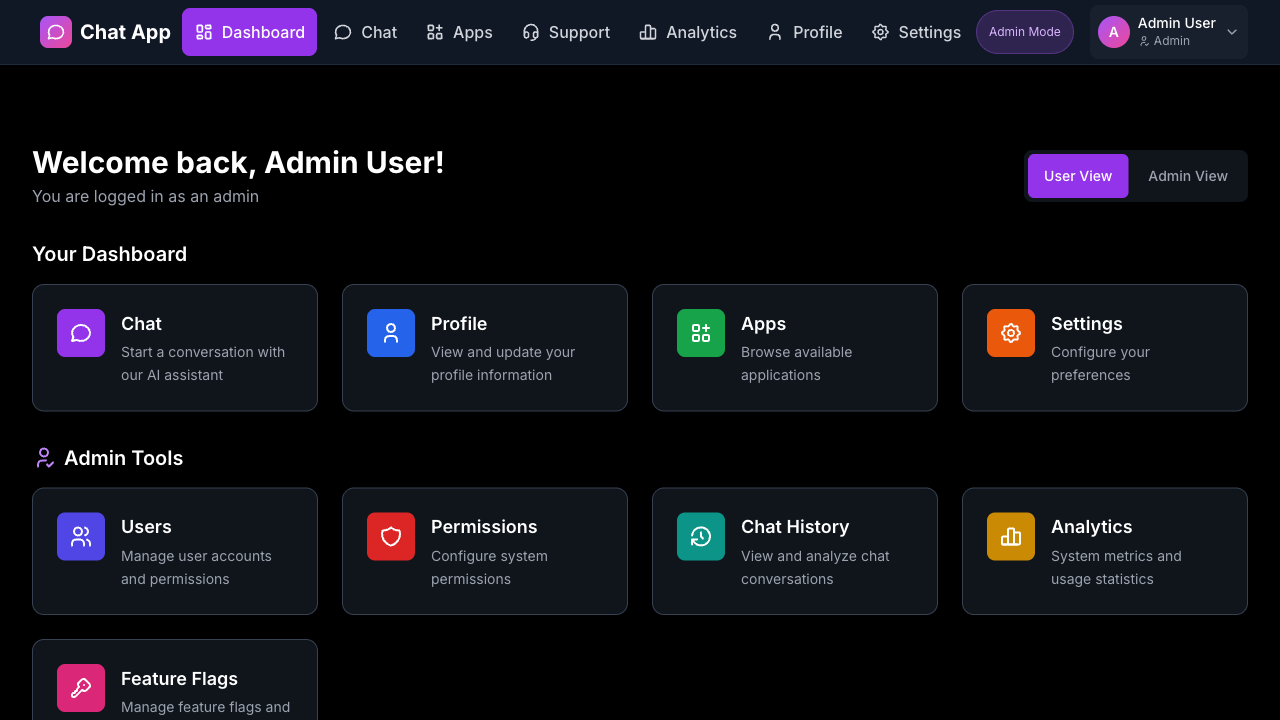 Chat App
Dashboard
Chat
Apps
Support
Analytics
Profile
Settings
Admin Mode
A
Admin User
Admin
Welcome back, Admin User!
You are logged in as an admin
User View
Admin View
Your Dashboard
Chat
Start a conversation with
our AI assistant
Profile
View and update your
profile information
Apps
Browse available
applications
Settings
Configure your
preferences
Admin Tools
Users
Manage user accounts
and permissions
Permissions
Configure system
permissions
Chat History
View and analyze chat
conversations
Analytics
System metrics and
usage statistics
Feature Flags
Manage feature flags and